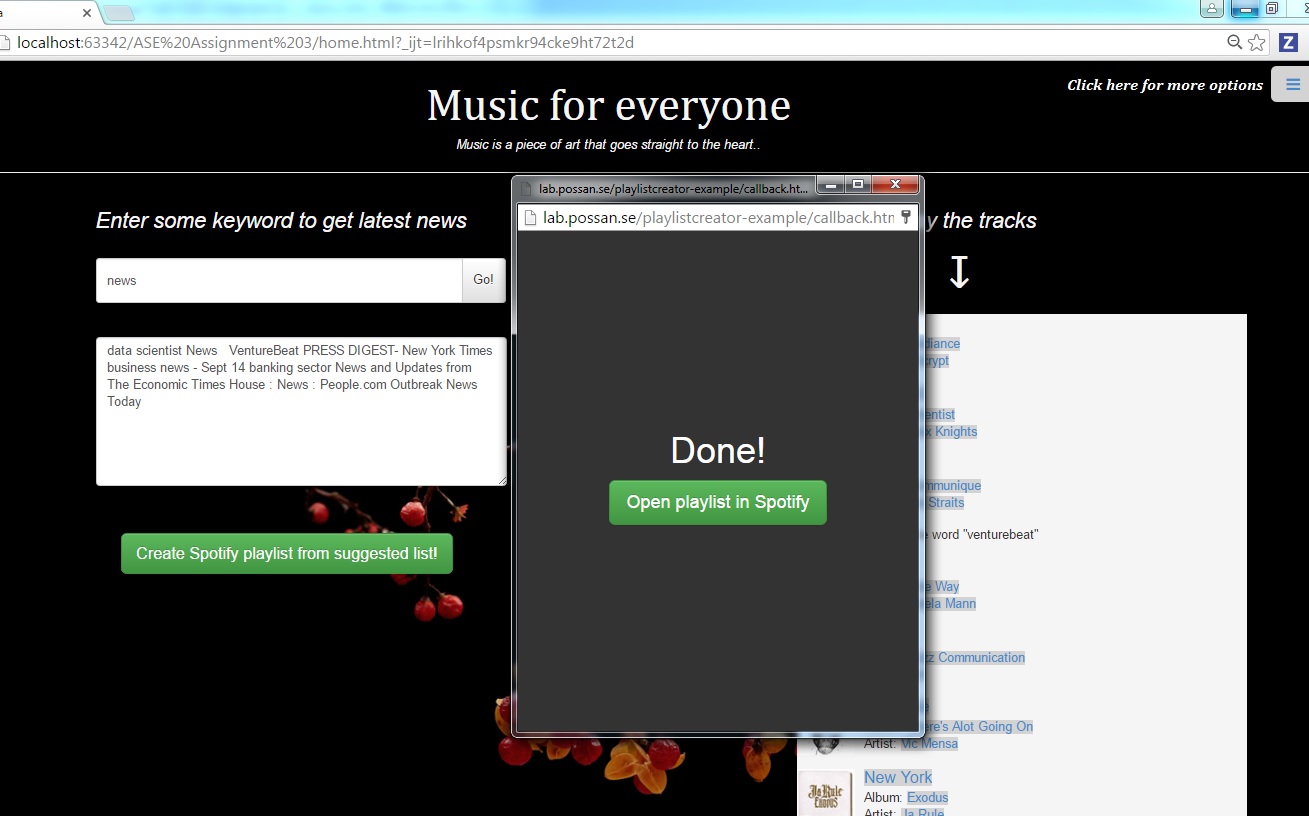 localhost:63342/ASE%20Assignment%203/home.html?_ijt=lrihkof4psmkr94cke9ht72t2d
Z
Click here for more options
Music for everyone
Music is a piece of art that goes straight to the heart..
Enter some keyword to get latest news
news
Go!
data scientist News VentureBeat PRESS DIGEST- New York Times
business news - Sept 14 banking sector News and Updates from
The Economic Times House : News : People.com Outbreak News
Today
Create Spotify playlist from suggested list!
lab.possan.se/playlistcreator-example/callback.ht...
lab.possan.se/playlistcreator-example/callback.htm
Done!
Open playlist in Spotify
y the tracks
↧
diance
crypt
entist
x Knights
mmunique
Straits
word "venturebeat"
e Way
ela Mann
zz Communication
ere's Alot Going On
Artist: Vic Mensa
New York
Album: Exodus
Artist: Ja Rule
Ja Rule
EXODUS